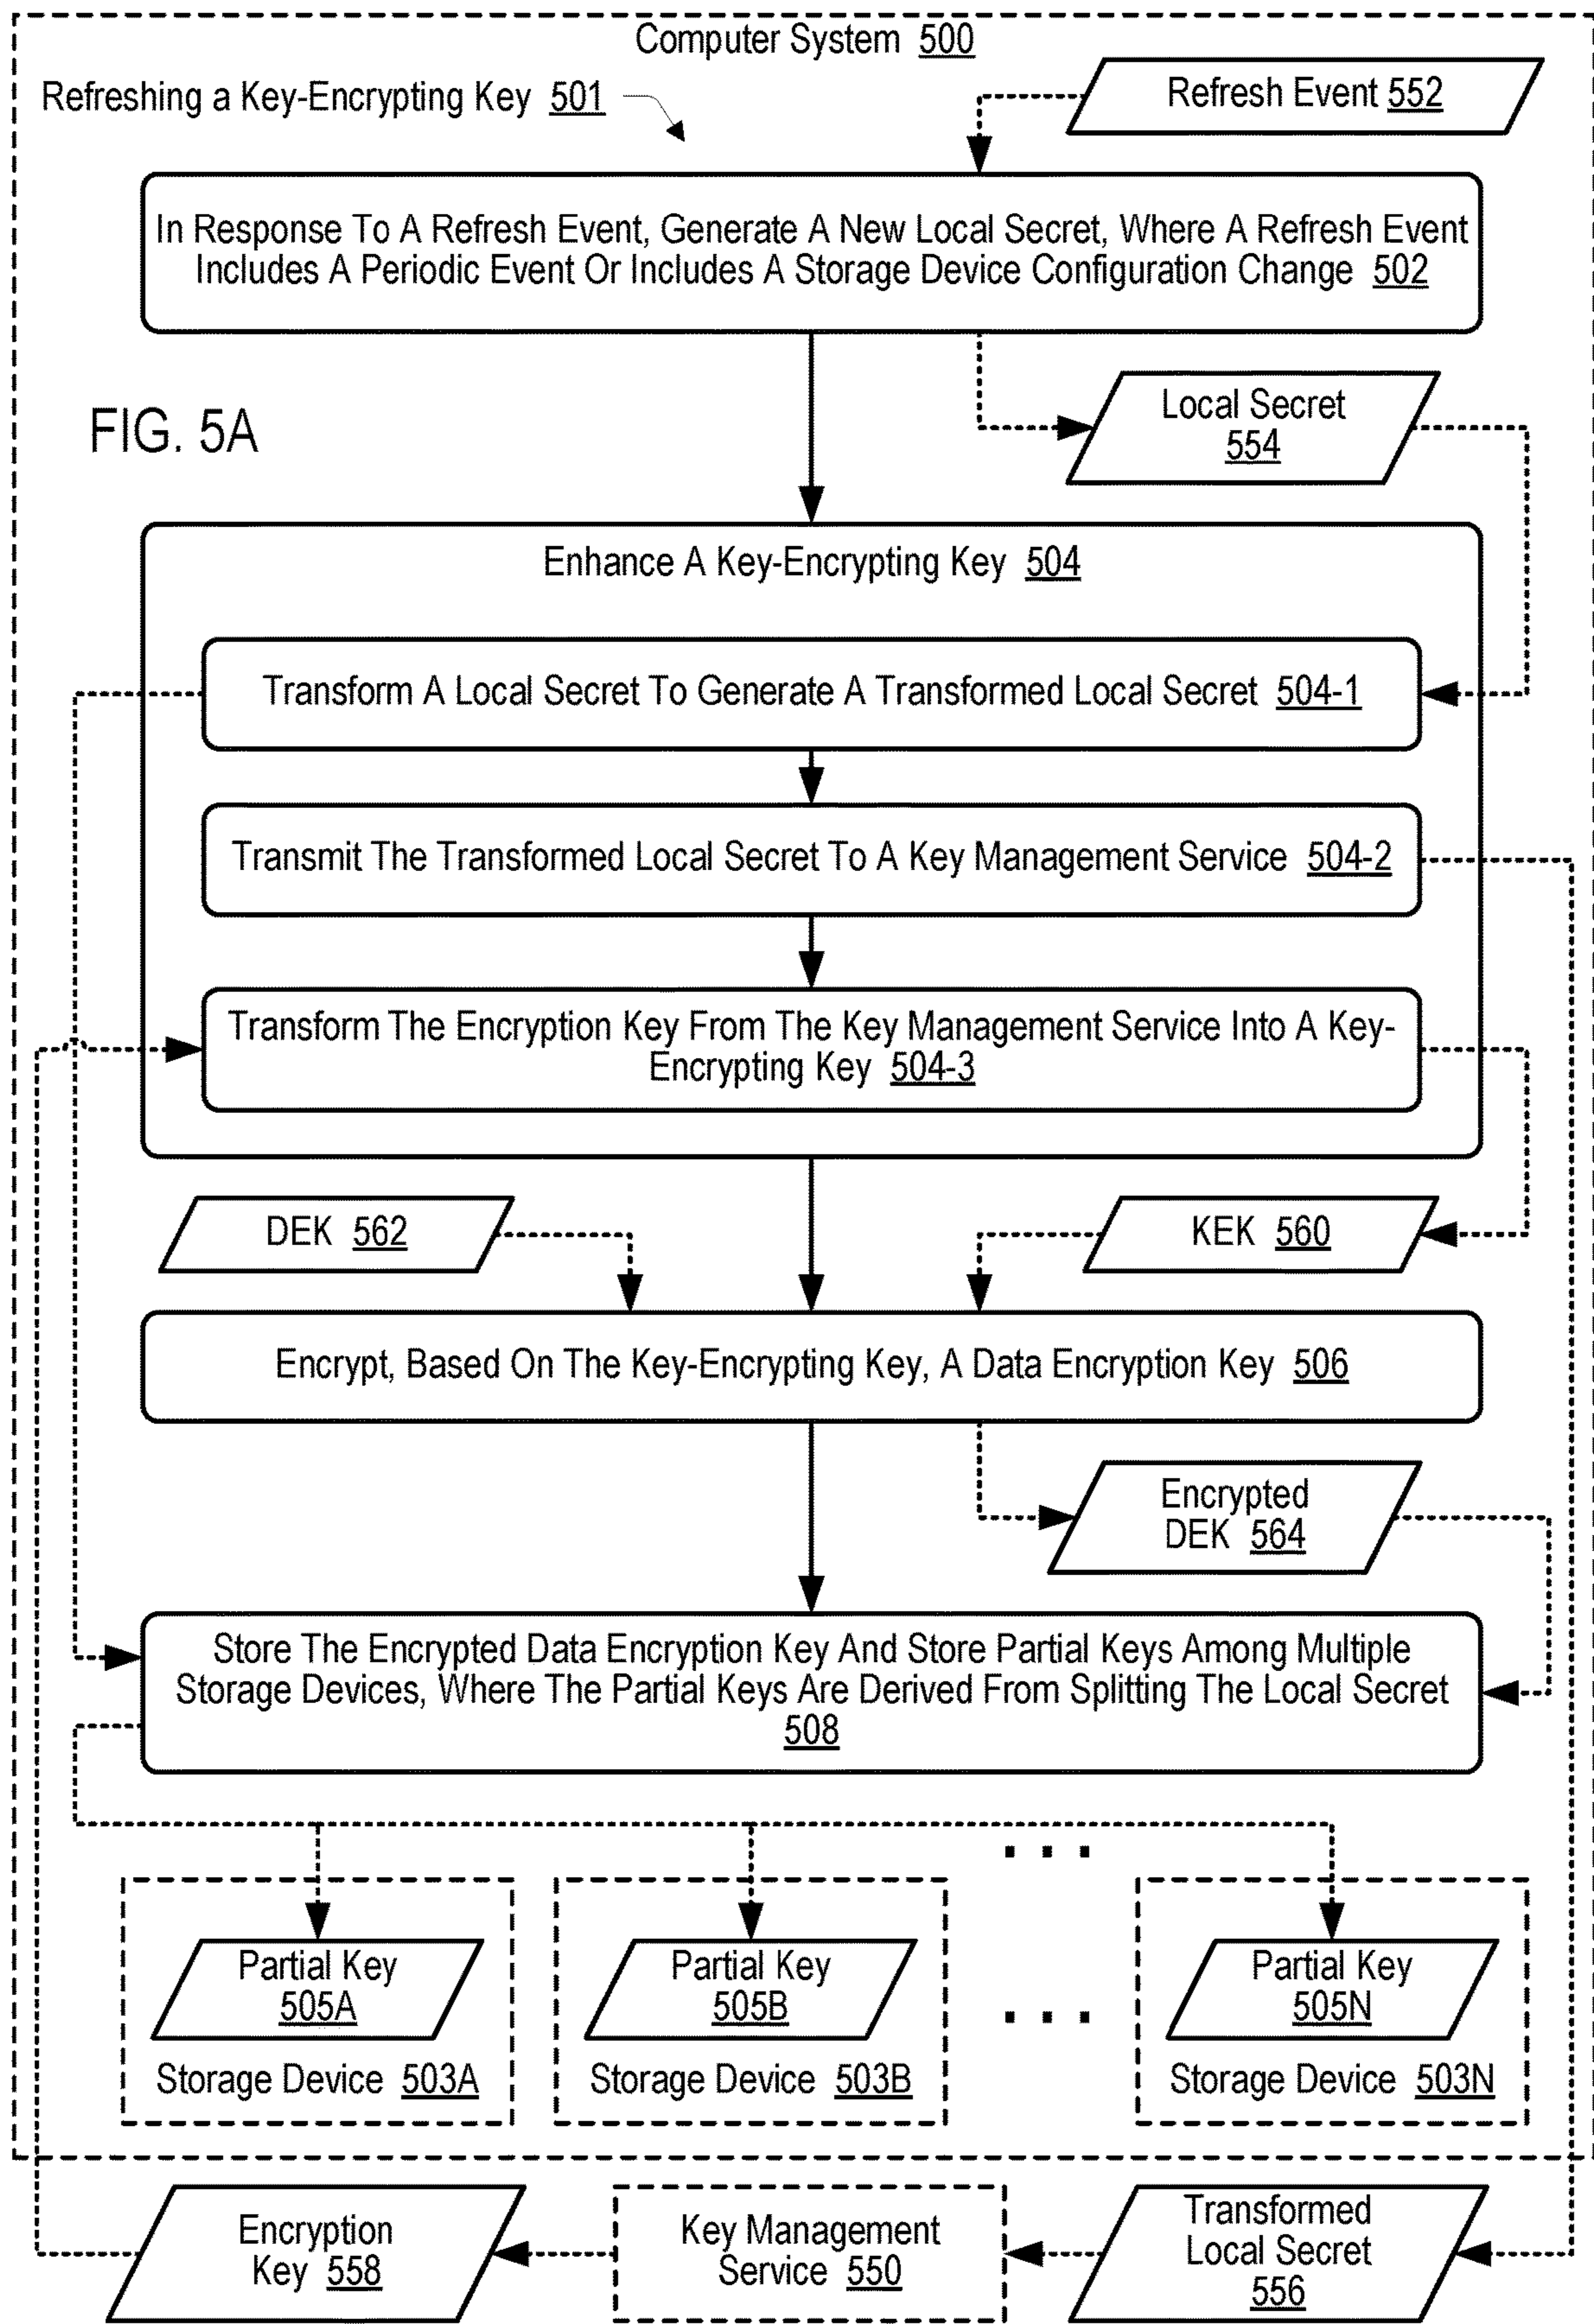 Computer System 500
Refreshing a Key-Encrypting Key 501
Refresh Event 552
In Response To A Refresh Event, Generate A New Local Secret, Where A Refresh Event
Includes A Periodic Event Or Includes A Storage Device Configuration Change 502
FIG. 5A
Local Secret
554
Enhance A Key-Encrypting Key 504
Transform A Local Secret To Generate A Transformed Local Secret 504-1
Transmit The Transformed Local Secret To A Key Management Service 504-2
Transform The Encryption Key From The Key Management Service Into A Key-
Encrypting Key 504-3
DEK 562
KEK 560
Encrypt, Based On The Key-Encrypting Key, A Data Encryption Key 506
Encrypted
DEK 564
Store The Encrypted Data Encryption Key And Store Partial Keys Among Multiple
Storage Devices, Where The Partial Keys Are Derived From Splitting The Local Secret
508
. . .
Partial Key
505A
Storage Device 503A
Partial Key
505B
Storage Device 503B
. . .
Partial Key
505N
Storage Device 503N
Encryption
Key 558
Key Management
Service 550
Transformed
Local Secret
556